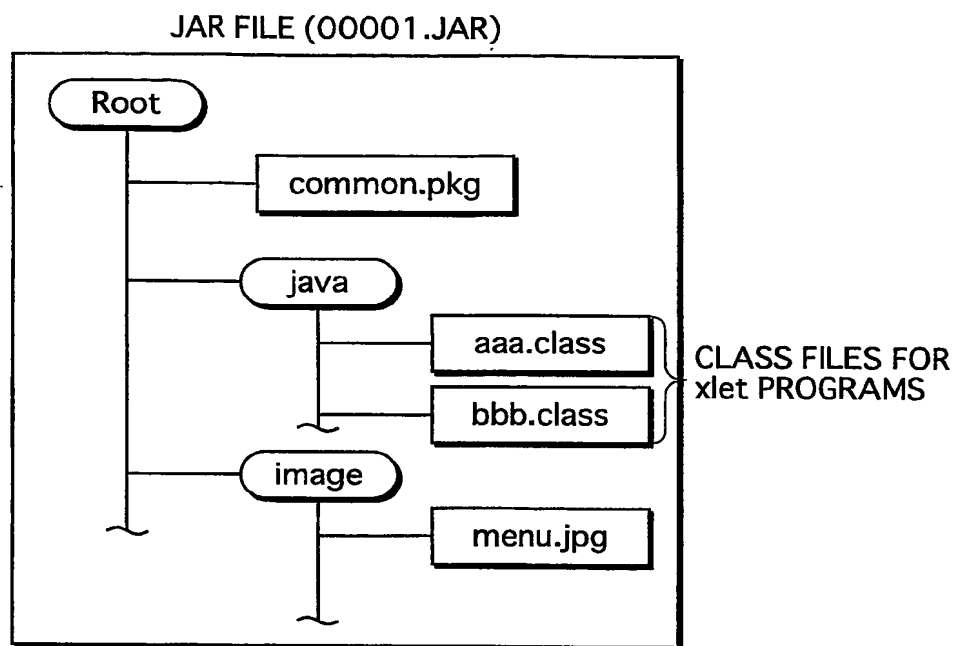 JAR FILE (00001.JAR)
Root
common.pkg
java
aaa.class
bbb.class
CLASS FILES FOR
xlet PROGRAMS
image
menu.jpg